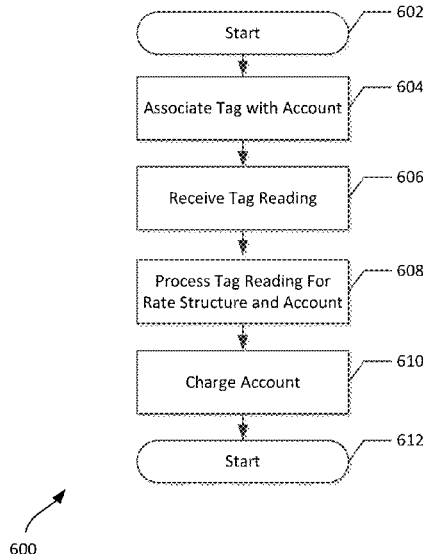 Start
602
Associate Tag with Account
604
Receive Tag Reading
606
Process Tag Reading For
Rate Structure and Account
608
Charge Account
610
Start
612
600